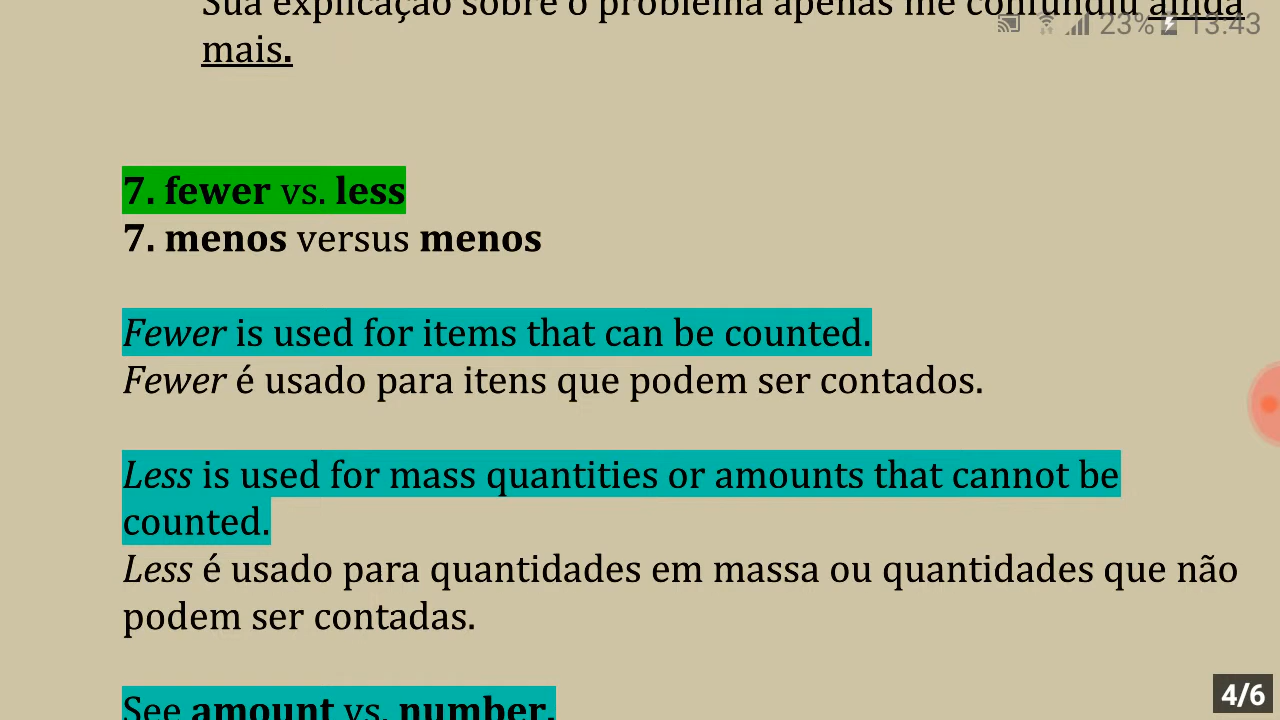 Sua explicação sobre o problema apenas me confundiu ainda
23% 13:43
mais.
7. fewer vs. less
7. menos versus menos
Fewer is used for items that can be counted.
Fewer é usado para itens que podem ser contados.
Less is used for mass quantities or amounts that cannot be
counted.
Less é usado para quantidades em massa ou quantidades que não
podem ser contadas.
See amount vs. number.
4/6